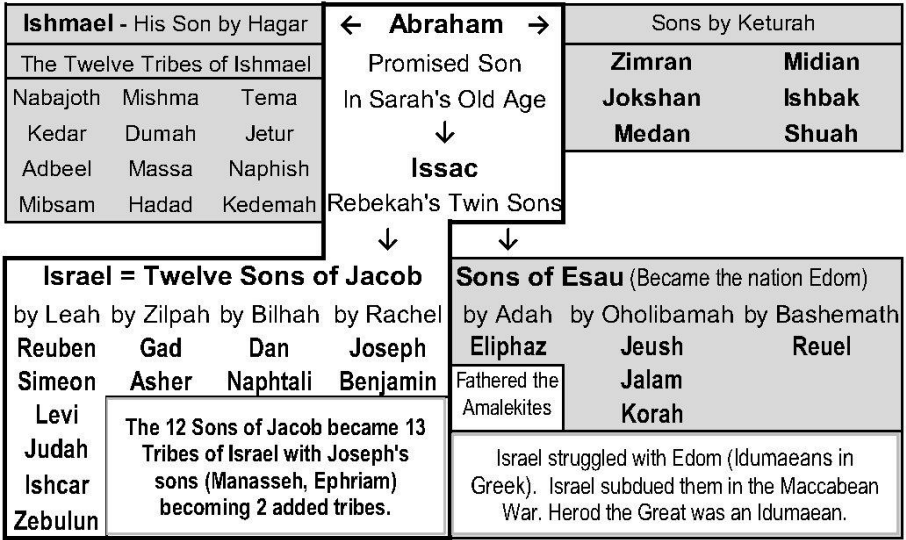 Ishmael - His Son by Hagar
The Twelve Tribes of Ishmael
Nabajoth Mishma Tema
Kedar Dumah Jetur
Adbeel Massa Naphish
Mibsam Hadad Kedemah
← Abraham →
Promised Son
In Sarah's Old Age
↓
Issac
Rebekah's Twin Sons
↓ ↓
Sons by Keturah
Zimran Midian
Jokshan Ishbak
Medan Shuah
Israel = Twelve Sons of Jacob
by Leah by Zilpah by Bilhah by Rachel
Reuben Gad Dan Joseph
Simeon Asher Naphtali Benjamin
Levi
Judah
Ishcar
Zebulun
The 12 Sons of Jacob became 13
Tribes of Israel with Joseph's
sons (Manasseh, Ephriam)
becoming 2 added tribes.
Sons of Esau (Became the nation Edom)
by Adah by Oholibamah by Bashemath
Eliphaz Jeush Reuel
Jalam
Korah
Fathered the
Amalekites
Israel struggled with Edom (Idumaeans in
Greek). Israel subdued them in the Maccabean
War. Herod the Great was an Idumaean.